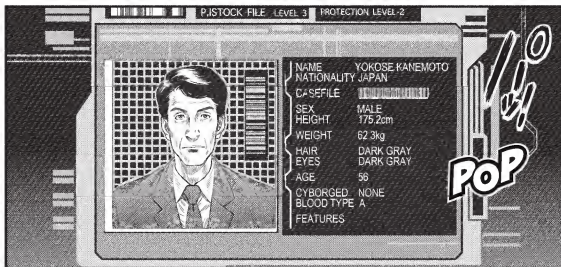 P.ISTOCK FILE LEVEL 3 PROTECTION LEVEL-2
NAME YOKOSE KANEMOTO
NATIONALITY JAPAN
CASEFILE
SEX MALE
HEIGHT 175.2cm
WEIGHT 62.3kg
HAIR DARK GRAY
EYES DARK GRAY
AGE 56
CYBORGED NONE
BLOOD TYPE A
FEATURES
POP